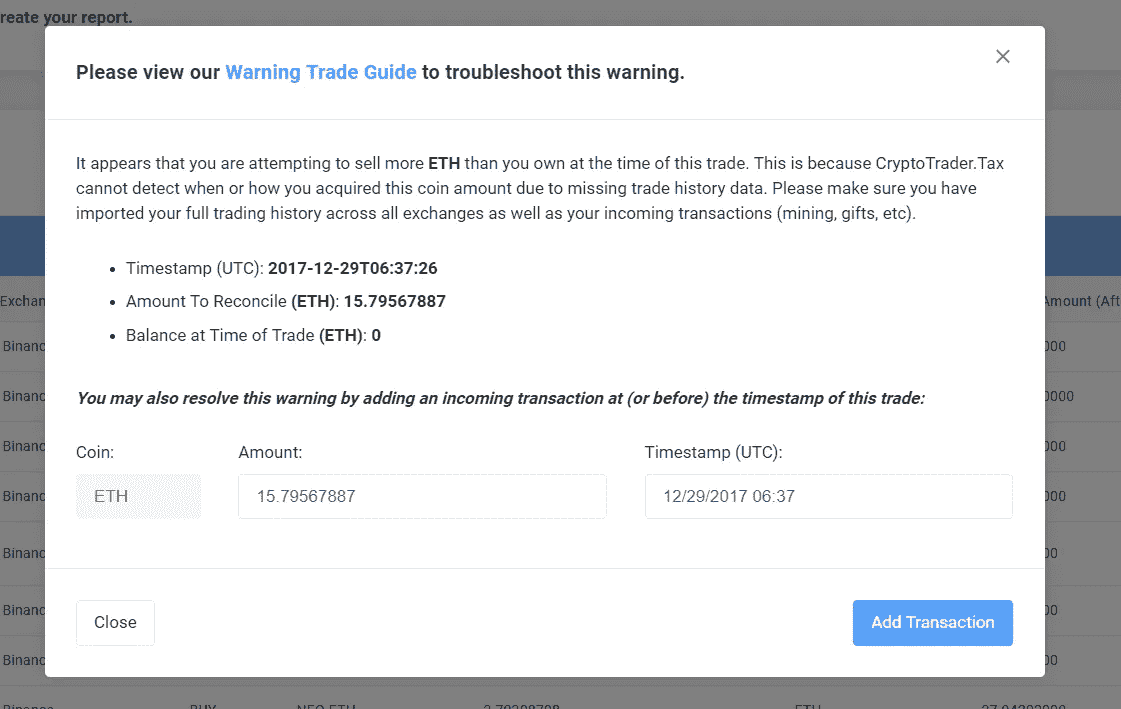 reate your report.
Please view our Warning Trade Guide to troubleshoot this warning.
It appears that you are attempting to sell more ETH than you own at the time of this trade. This is because CryptoTrader.Tax
cannot detect when or how you acquired this coin amount due to missing trade history data. Please make sure you have
imported your full trading history across all exchanges as well as your incoming transactions (mining, gifts, etc).
Timestamp (UTC): 2017-12-29T06:37:26
Amount To Reconcile (ETH): 15.79567887
Balance at Time of Trade (ETH): 0
You may also resolve this warning by adding an incoming transaction at (or before) the timestamp of this trade:
Coin: Amount: Timestamp (UTC):
ETH 15.79567887 12/29/2017 06:37
Close Add Transaction
Exchan Amount (Aft
Binanc 000
Binanc 0000
Binanc 000
Binanc 000
Binanc 00
Binanc 00
Binanc 00
BUY NEO-ETH ETH